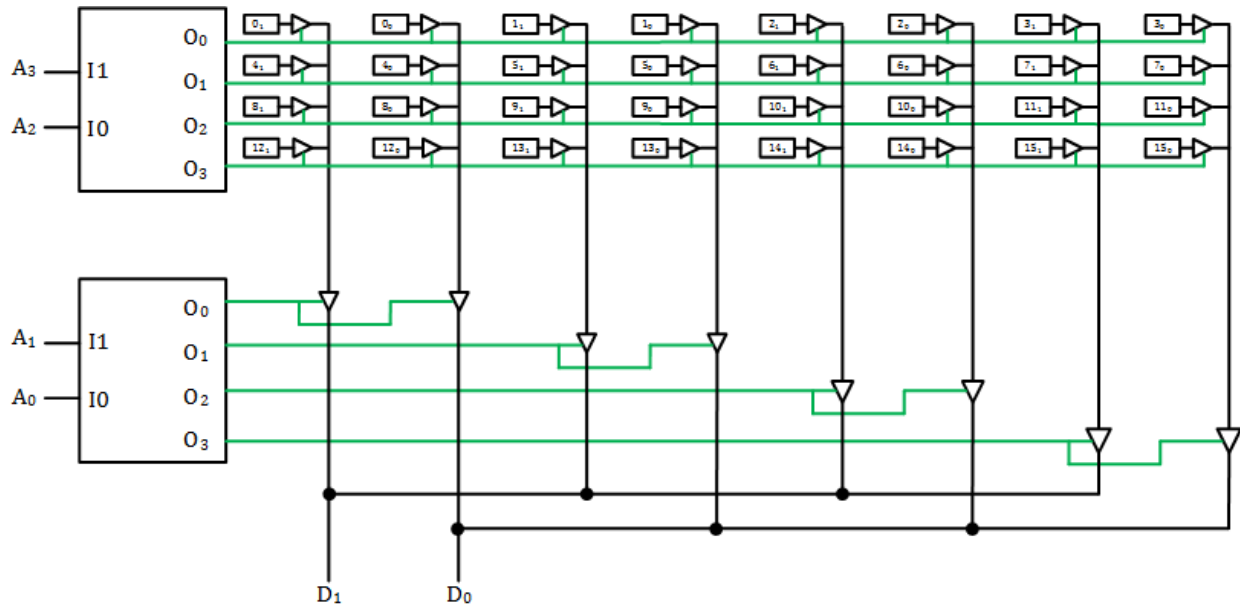 0₁ 0₀ 1₁ 1₀ 2₁ 2₀ 3₁ 3₀
O₀
A₃ I1
4₁ 4₀ 5₁ 5₀ 6₁ 6₀ 7₁ 7₀
O₁
8₁ 8₀ 9₁ 9₀ 10₁ 10₀ 11₁ 11₀
A₂ I0
O₂
12₁ 12₀ 13₁ 13₀ 14₁ 14₀ 15₁ 15₀
O₃
O₀
A₁ I1
O₁
A₀ I0
O₂
O₃
D₁ D₀